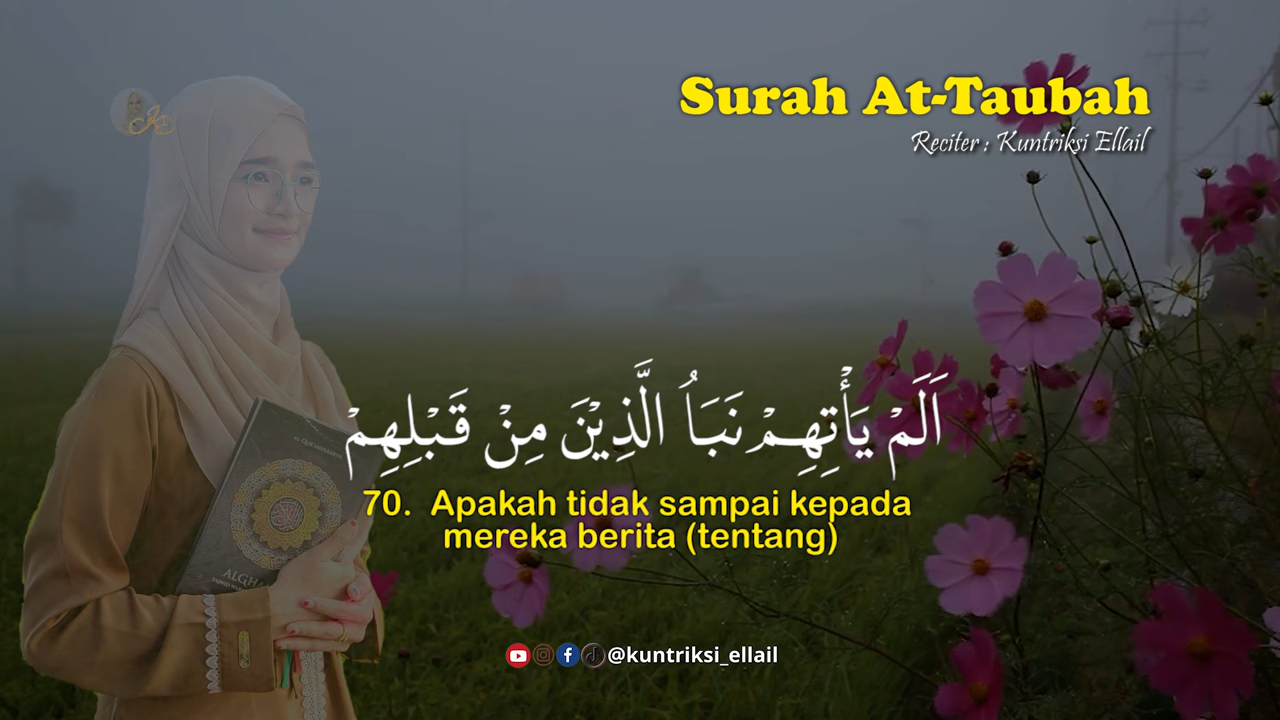 Surah At-Taubah
Reciter : Kuntriksi Ellail
اَلَمْ يَأْتِهِمْ نَبَاُ الَّذِيْنَ مِنْ قَبْلِهِمْ
70. Apakah tidak sampai kepada
mereka berita (tentang)
@kuntriksi_ellail